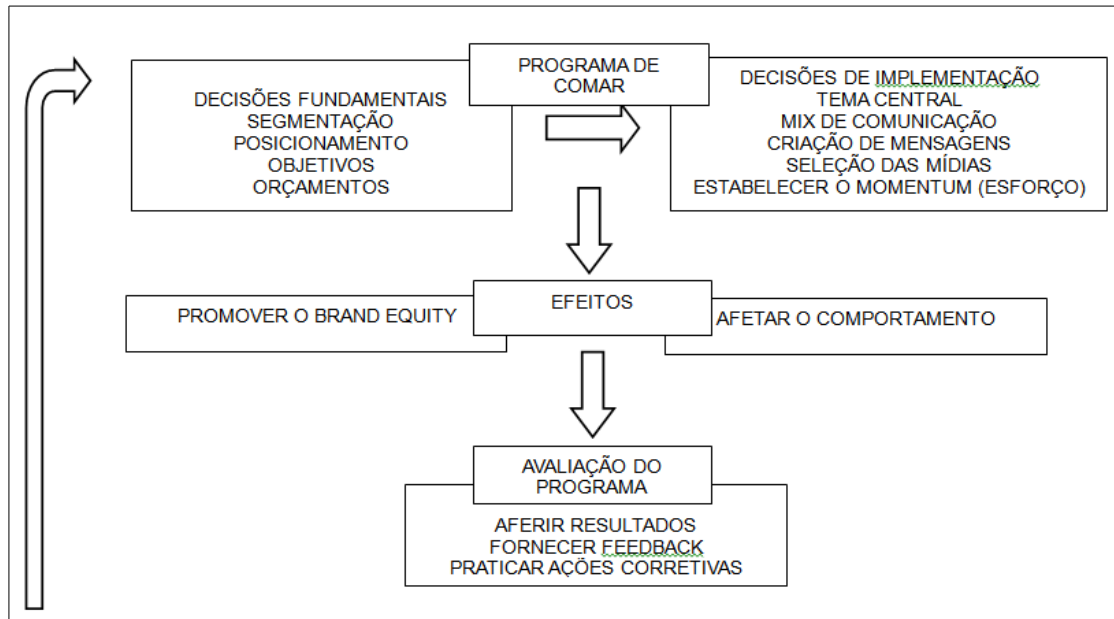 PROGRAMA DE
COMAR
DECISÕES FUNDAMENTAIS
SEGMENTAÇÃO
POSICIONAMENTO
OBJETIVOS
ORÇAMENTOS
DECISÕES DE IMPLEMENTAÇÃO
TEMA CENTRAL
MIX DE COMUNICAÇÃO
CRIAÇÃO DE MENSAGENS
SELEÇÃO DAS MÍDIAS
ESTABELECER O MOMENTUM (ESFORÇO)
PROMOVER O BRAND EQUITY
EFEITOS
AFETAR O COMPORTAMENTO
AVALIAÇÃO DO
PROGRAMA
AFERIR RESULTADOS
FORNECER FEEDBACK
PRATICAR AÇÕES CORRETIVAS